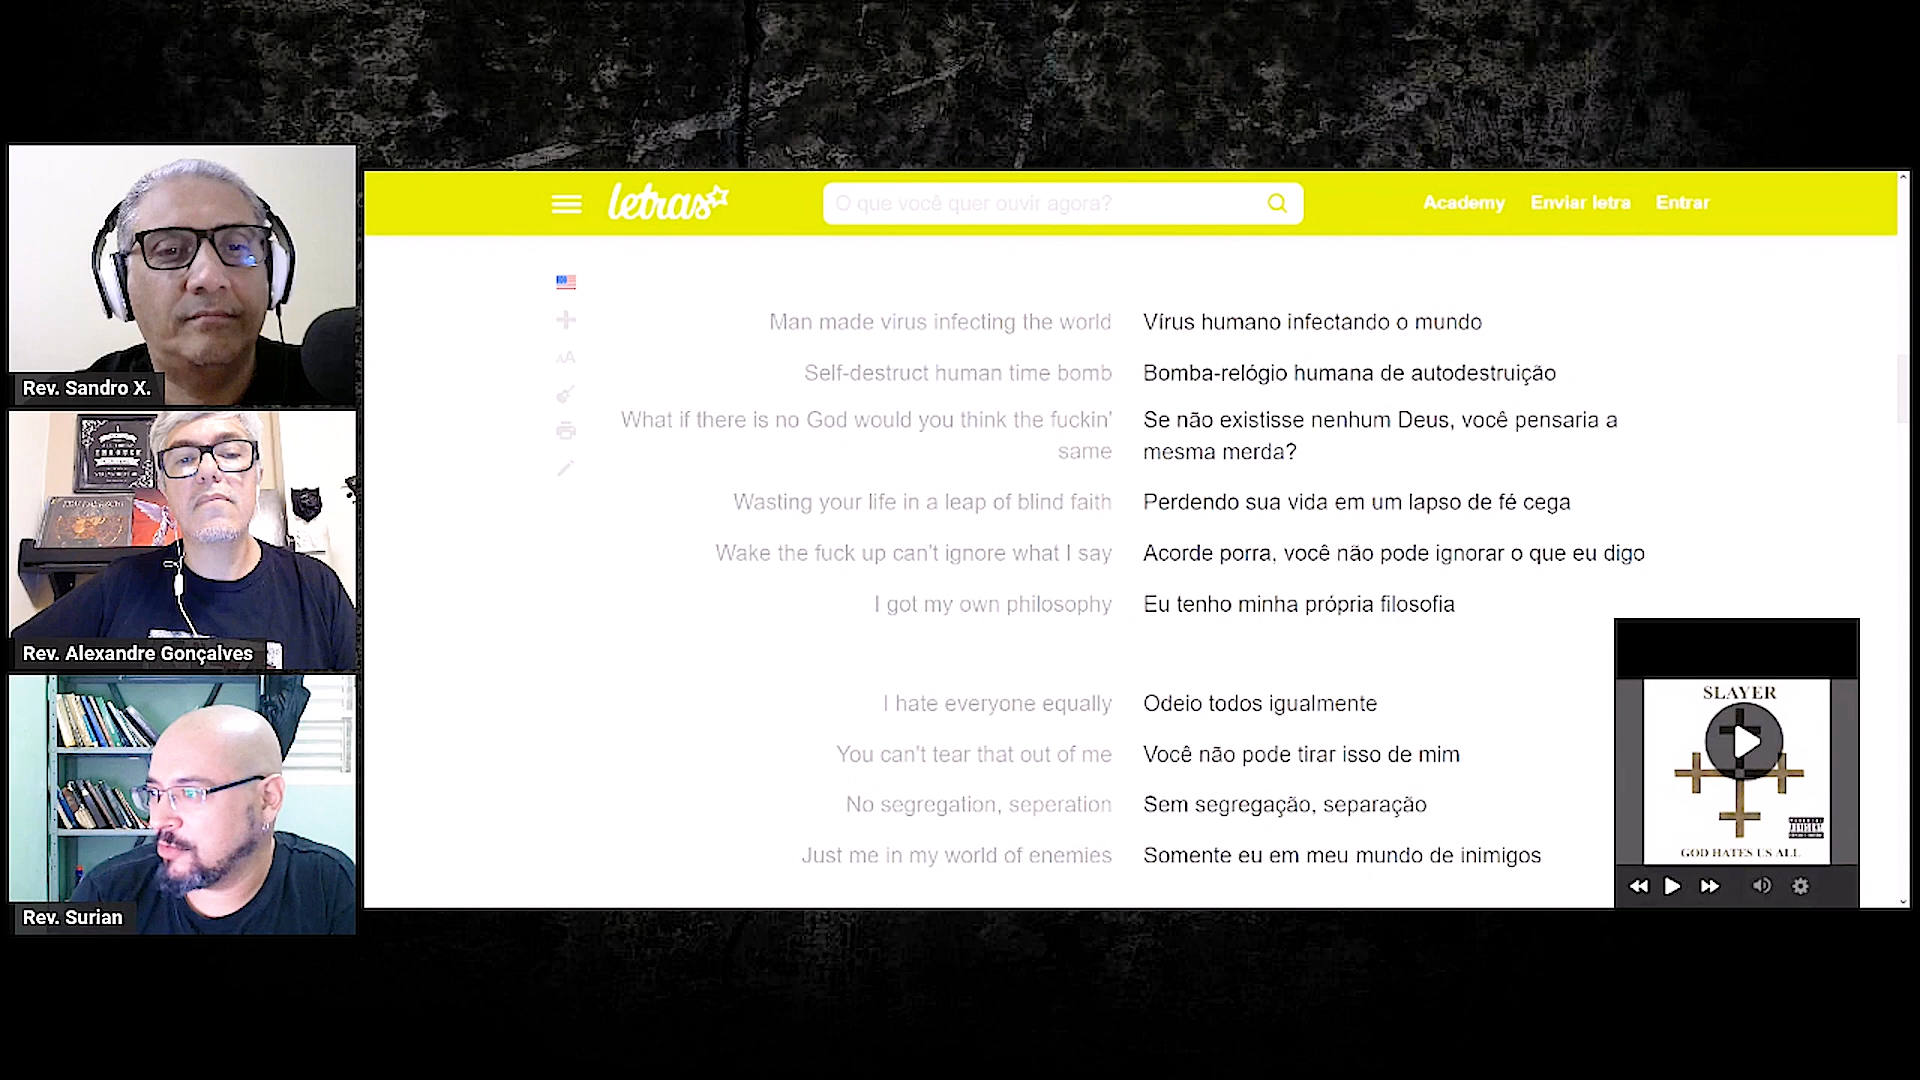 letras
O que você quer ouvir agora?
Academy
Enviar letra
Entrar
Rev. Sandro X.
Rev. Alexandre Gonçalves
Rev. Surian
AA
Man made virus infecting the world
Vírus humano infectando o mundo
Self-destruct human time bomb
Bomba-relógio humana de autodestruição
What if there is no God would you think the fuckin'
same
Se não existisse nenhum Deus, você pensaria a
mesma merda?
Wasting your life in a leap of blind faith
Perdendo sua vida em um lapso de fé cega
Wake the fuck up can't ignore what I say
Acorde porra, você não pode ignorar o que eu digo
I got my own philosophy
Eu tenho minha própria filosofia
I hate everyone equally
Odeio todos igualmente
You can't tear that out of me
Você não pode tirar isso de mim
No segregation, seperation
Sem segregação, separação
Just me in my world of enemies
Somente eu em meu mundo de inimigos
SLAYER
GOD HATES US ALL